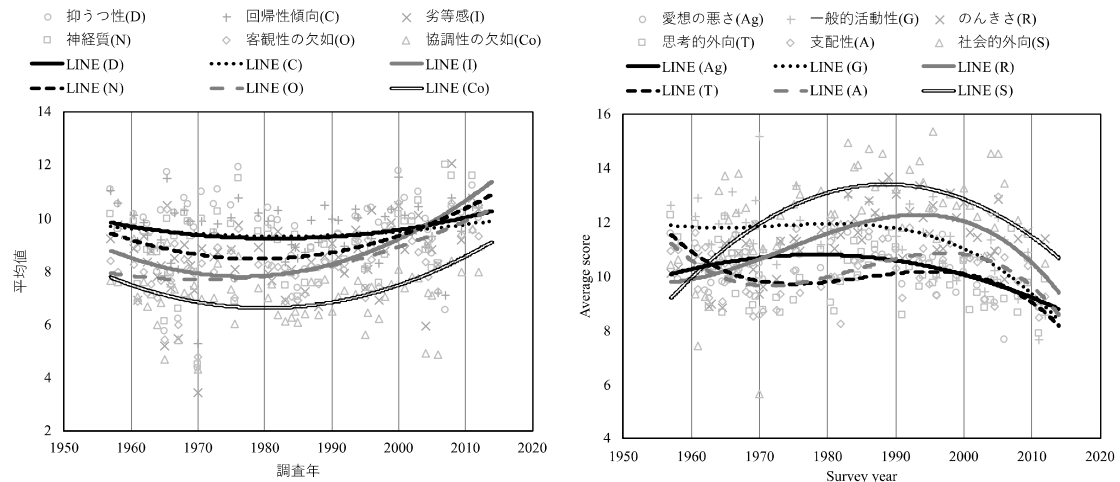 抑うつ性(D) 回帰性傾向(C) 劣等感(I)
神経質(N) 客観性の欠如(O) 協調性の欠如(Co)
LINE (D) LINE (C) LINE (I)
LINE (N) LINE (O) LINE (Co)
14
12
10
8
6
4
2
平均値
1950 1960 1970 1980 1990 2000 2010 2020
調査年
愛想の悪さ(Ag) 一般的活動性(G) のんきさ(R)
思考的外向(T) 支配性(A) 社会的外向(S)
LINE (Ag) LINE (G) LINE (R)
LINE (T) LINE (A) LINE (S)
16
14
12
10
8
6
4
Average score
1950 1960 1970 1980 1990 2000 2010 2020
Survey year